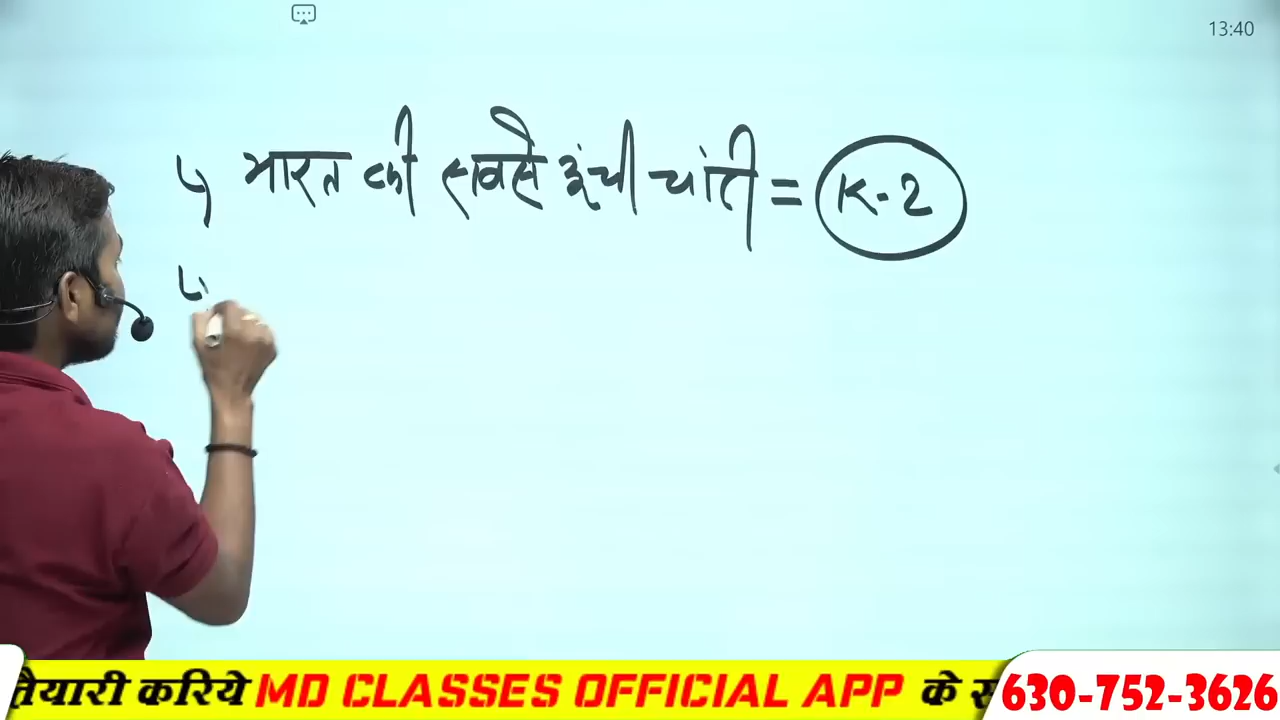 13:40
भारत की सबसे ऊंची चांटी = K-2
तैयारी करिये MD CLASSES OFFICIAL APP के स
630-752-3626